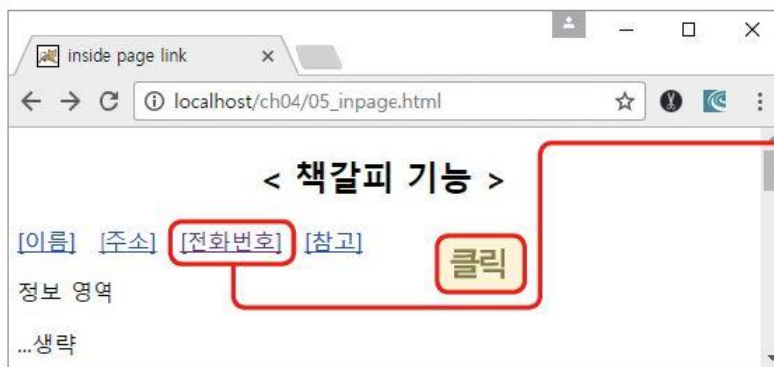 inside page link
localhost/ch04/05_inpage.html
< 책갈피 기능 >
[이름] [주소] [전화번호] [참고]
클릭
정보 영역
...생략